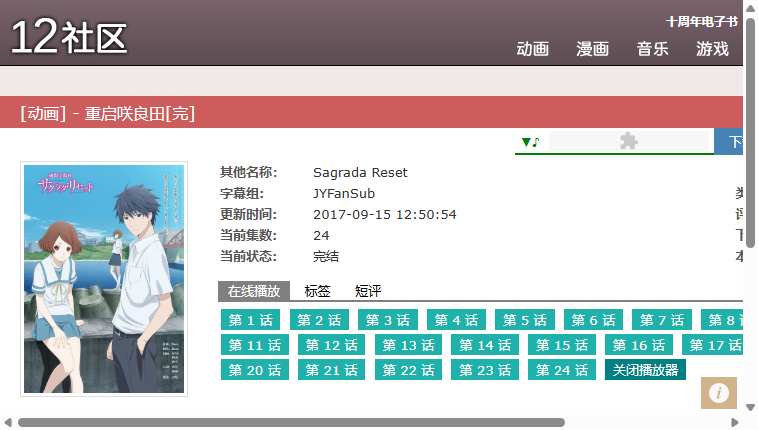 12社区
十周年电子书
动画 漫画 音乐 游戏
[动画] - 重启咲良田[完]
▼♪
其他名称: Sagrada Reset
字幕组: JYFanSub
更新时间: 2017-09-15 12:50:54
当前集数: 24
当前状态: 完结
サクラダリセット
在线播放 标签 短评
第 1 话 第 2 话 第 3 话 第 4 话 第 5 话 第 6 话 第 7 话 第 8
第 11 话 第 12 话 第 13 话 第 14 话 第 15 话 第 16 话 第 17 话
第 20 话 第 21 话 第 22 话 第 23 话 第 24 话 关闭播放器
i